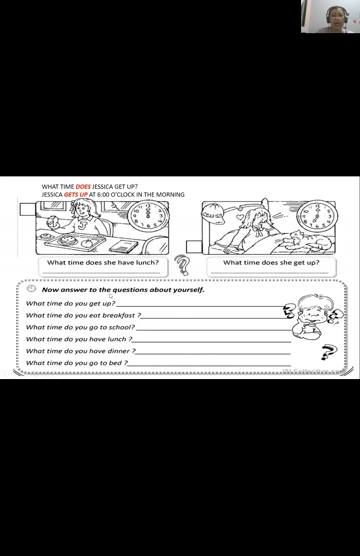 WHAT TIME DOES JESSICA GET UP?
JESSICA GETS UP AT 6:00 O'CLOCK IN THE MORNING
What time does she have lunch?
What time does she get up?
Now answer to the questions about yourself.
What time do you get up?
What time do you eat breakfast ?
What time do you go to school?
What time do you have lunch ?
What time do you have dinner ?
What time do you go to bed ?